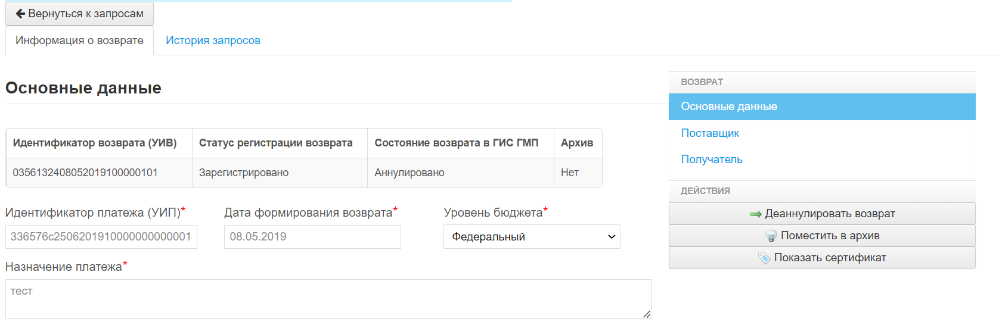 Вернуться к запросам
Информация о возврате
История запросов
Основные данные
Идентификатор возврата (УИВ) Статус регистрации возврата Состояние возврата в ГИС ГМП Архив
0356132408052019100000101 Зарегистрировано Аннулировано Нет
Идентификатор платежа (УИП)* Дата формирования возврата* Уровень бюджета*
336576c2506201910000000000001 08.05.2019 Федеральный
Назначение платежа*
тест
ВОЗВРАТ
Основные данные
Поставщик
Получатель
ДЕЙСТВИЯ
Деаннулировать возврат
Поместить в архив
Показать сертификат